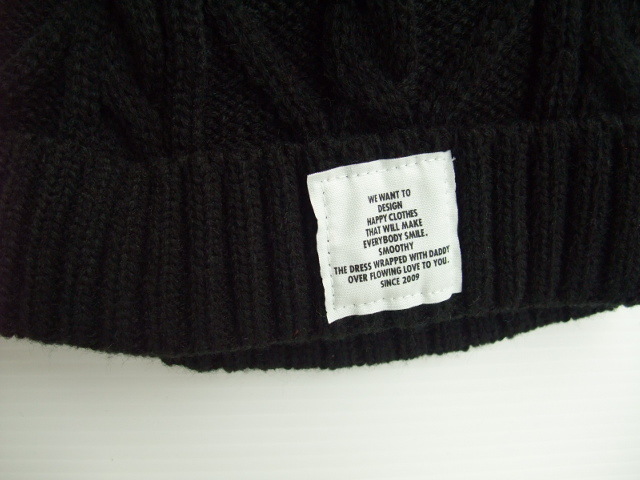 WE WANT TO
DESIGN
HAPPY CLOTHES
THAT WILL MAKE
EVERYBODY SMILE.
SMOOTHY
THE DRESS WRAPPED WITH DADDY
OVER FLOWING LOVE TO YOU.
SINCE 2009